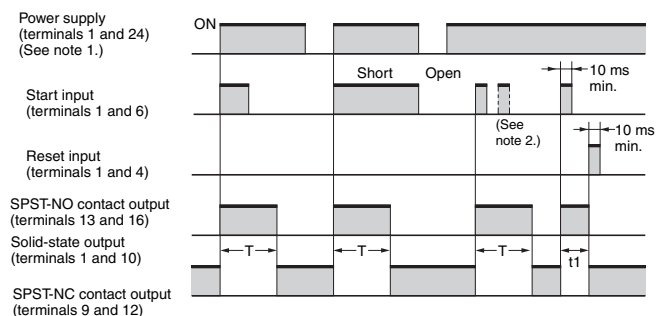 Power supply
(terminals 1 and 24)
(See note 1.)
ON
Short
Open
10 ms
min.
Start input
(terminals 1 and 6)
(See
note 2.)
10 ms
min.
Reset input
(terminals 1 and 4)
SPST-NO contact output
(terminals 13 and 16)
Solid-state output
(terminals 1 and 10)
T
T
T
t1
SPST-NC contact output
(terminals 9 and 12)